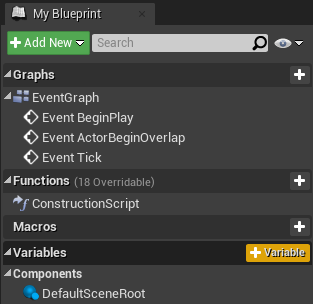 My Blueprint
Add New
Search
Graphs
EventGraph
Event BeginPlay
Event ActorBeginOverlap
Event Tick
Functions (18 Overridable)
ConstructionScript
Macros
Variables + Variable
Components
DefaultSceneRoot